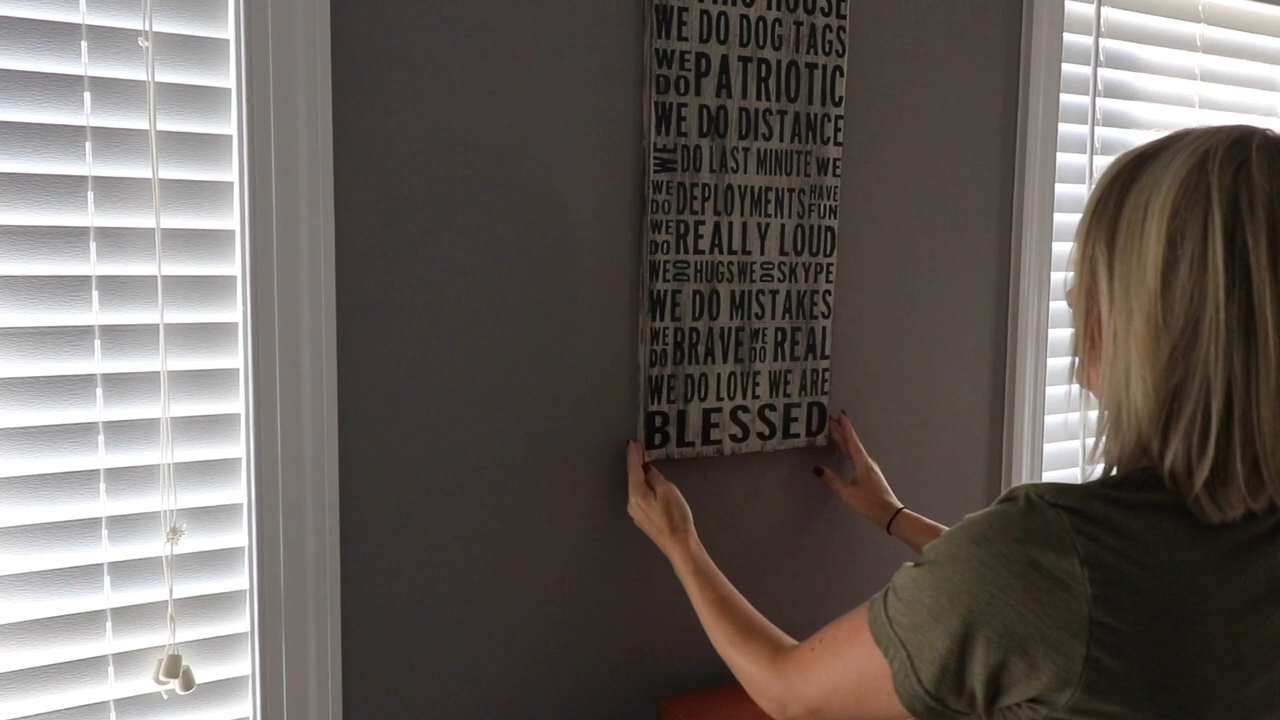 THIS HOUSE
WE DO DOG TAGS
WE DO PATRIOTIC
WE DO DISTANCE
WE DO LAST MINUTE WE
WE DO DEPLOYMENTS HAVE FUN
WE DO REALLY LOUD
WE DO HUGS WE DO SKYPE
WE DO MISTAKES
WE DO BRAVE WE DO REAL
WE DO LOVE WE ARE
BLESSED